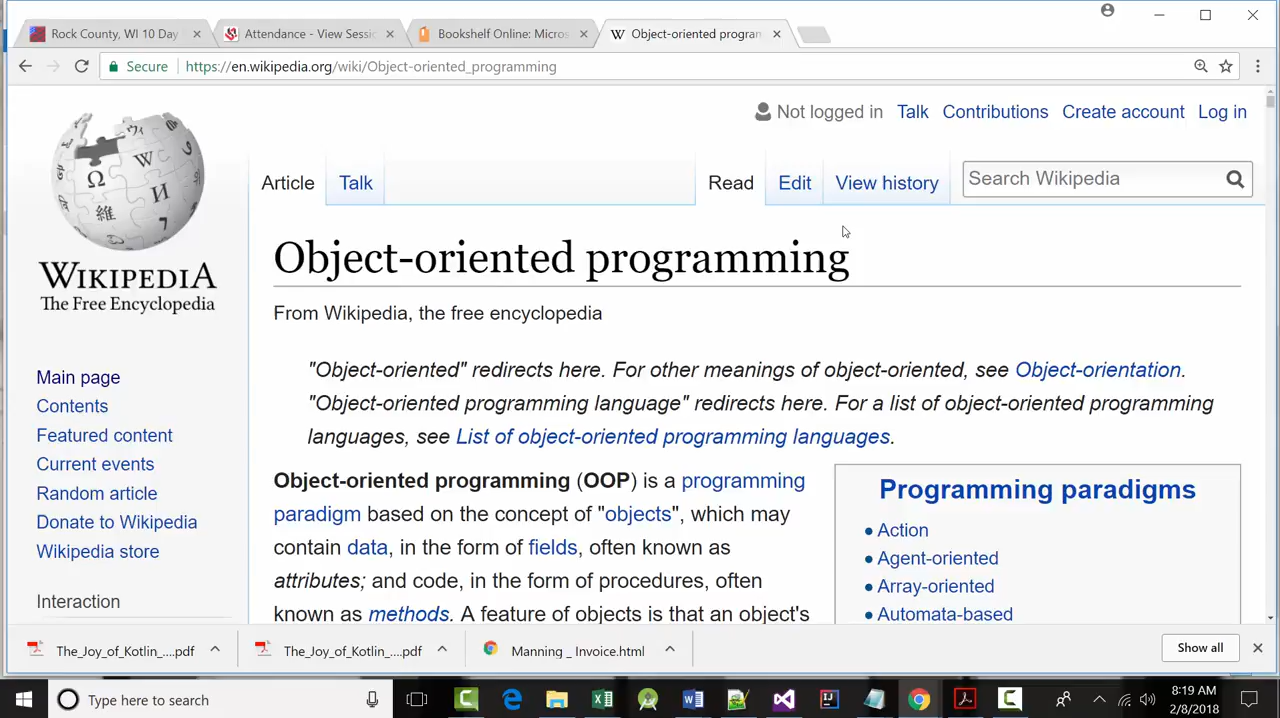 Rock County, WI 10 Day
Attendance - View Sessi
Bookshelf Online: Micros
Object-oriented progran
Secure
https://en.wikipedia.org/wiki/Object-oriented_programming
Not logged in Talk Contributions Create account Log in
Article Talk Read Edit View history Search Wikipedia
WIKIPEDIA
The Free Encyclopedia
Object-oriented programming
From Wikipedia, the free encyclopedia
"Object-oriented" redirects here. For other meanings of object-oriented, see Object-orientation.
"Object-oriented programming language" redirects here. For a list of object-oriented programming
languages, see List of object-oriented programming languages.
Main page
Contents
Featured content
Current events
Random article
Donate to Wikipedia
Wikipedia store
Interaction
Object-oriented programming (OOP) is a programming
paradigm based on the concept of "objects", which may
contain data, in the form of fields, often known as
attributes; and code, in the form of procedures, often
known as methods. A feature of objects is that an object's
Programming paradigms
• Action
• Agent-oriented
• Array-oriented
• Automata-based
The_Joy_of_Kotlin_....pdf
The_Joy_of_Kotlin_....pdf
Manning _ Invoice.html
Show all
Type here to search
8:19 AM
2/8/2018